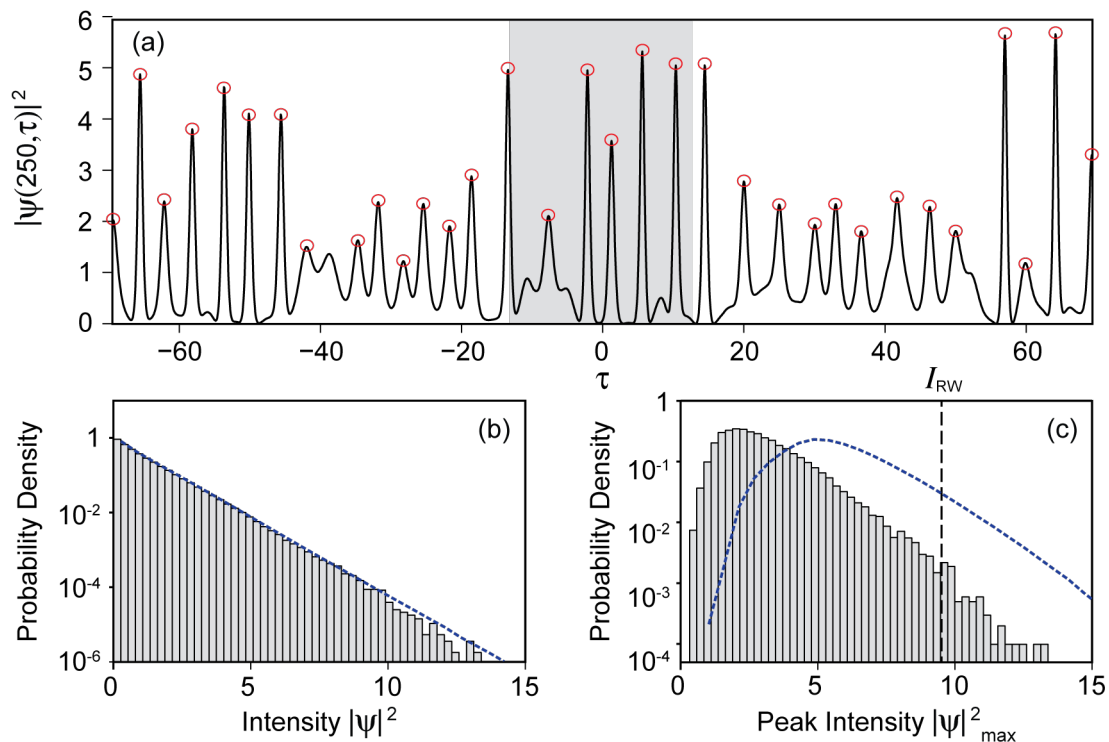 (a)
|ψ(250,τ)|²
6
5
4
3
2
1
0
−60 −40 −20 0 20 40 60
τ
I_RW
(b)
Probability Density
1
10⁻²
10⁻⁴
10⁻⁶
0 5 10 15
Intensity |ψ|²
(c)
Probability Density
1
10⁻¹
10⁻²
10⁻³
10⁻⁴
0 5 10 15
Peak Intensity |ψ|²max